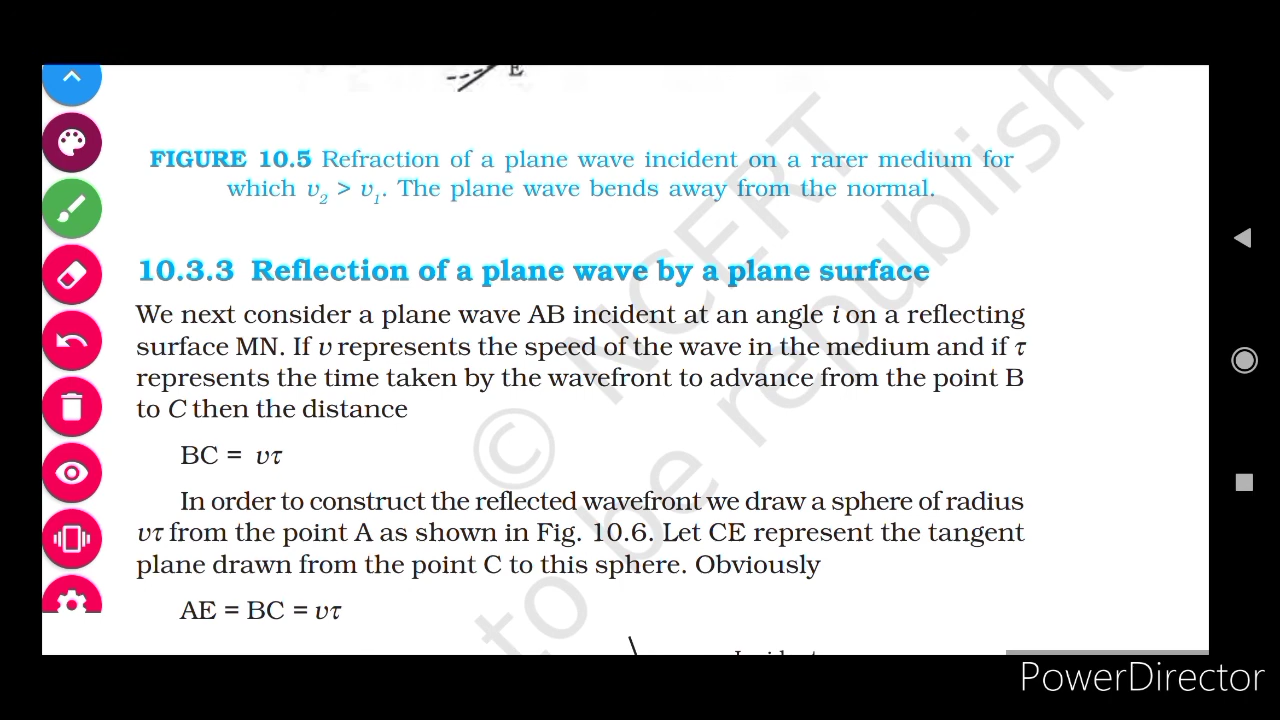 E
FIGURE 10.5 Refraction of a plane wave incident on a rarer medium for
which v₂ > v₁. The plane wave bends away from the normal.
10.3.3 Reflection of a plane wave by a plane surface
We next consider a plane wave AB incident at an angle i on a reflecting
surface MN. If v represents the speed of the wave in the medium and if τ
represents the time taken by the wavefront to advance from the point B
to C then the distance
BC = vτ
In order to construct the reflected wavefront we draw a sphere of radius
vτ from the point A as shown in Fig. 10.6. Let CE represent the tangent
plane drawn from the point C to this sphere. Obviously
AE = BC = vτ
© NCERT
to be republishe
PowerDirector